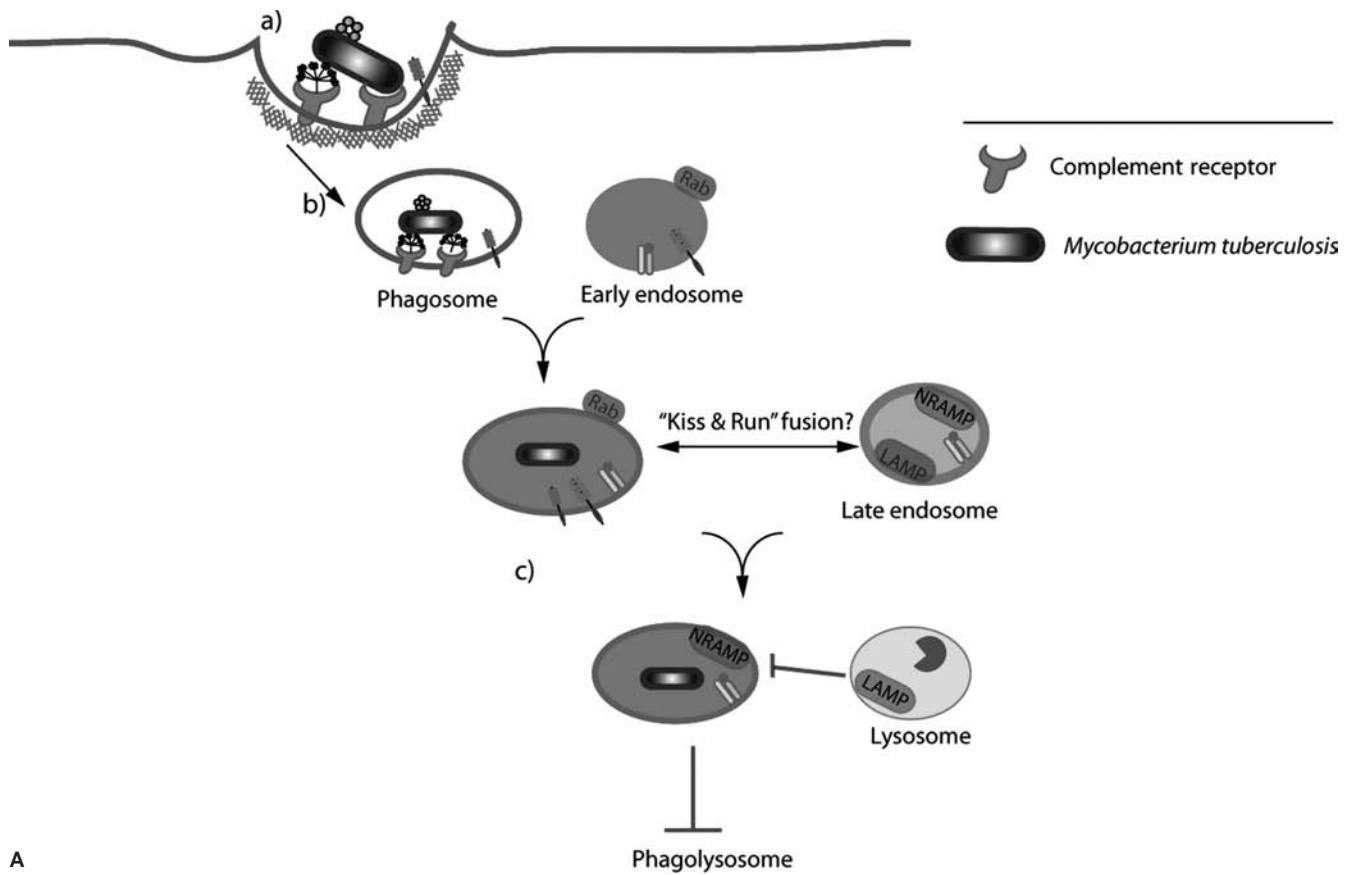 a)
Complement receptor
Mycobacterium tuberculosis
b)
Rab
Phagosome
Early endosome
Rab
"Kiss & Run" fusion?
NRAMP
LAMP
Late endosome
c)
NRAMP
LAMP
Lysosome
Phagolysosome
A